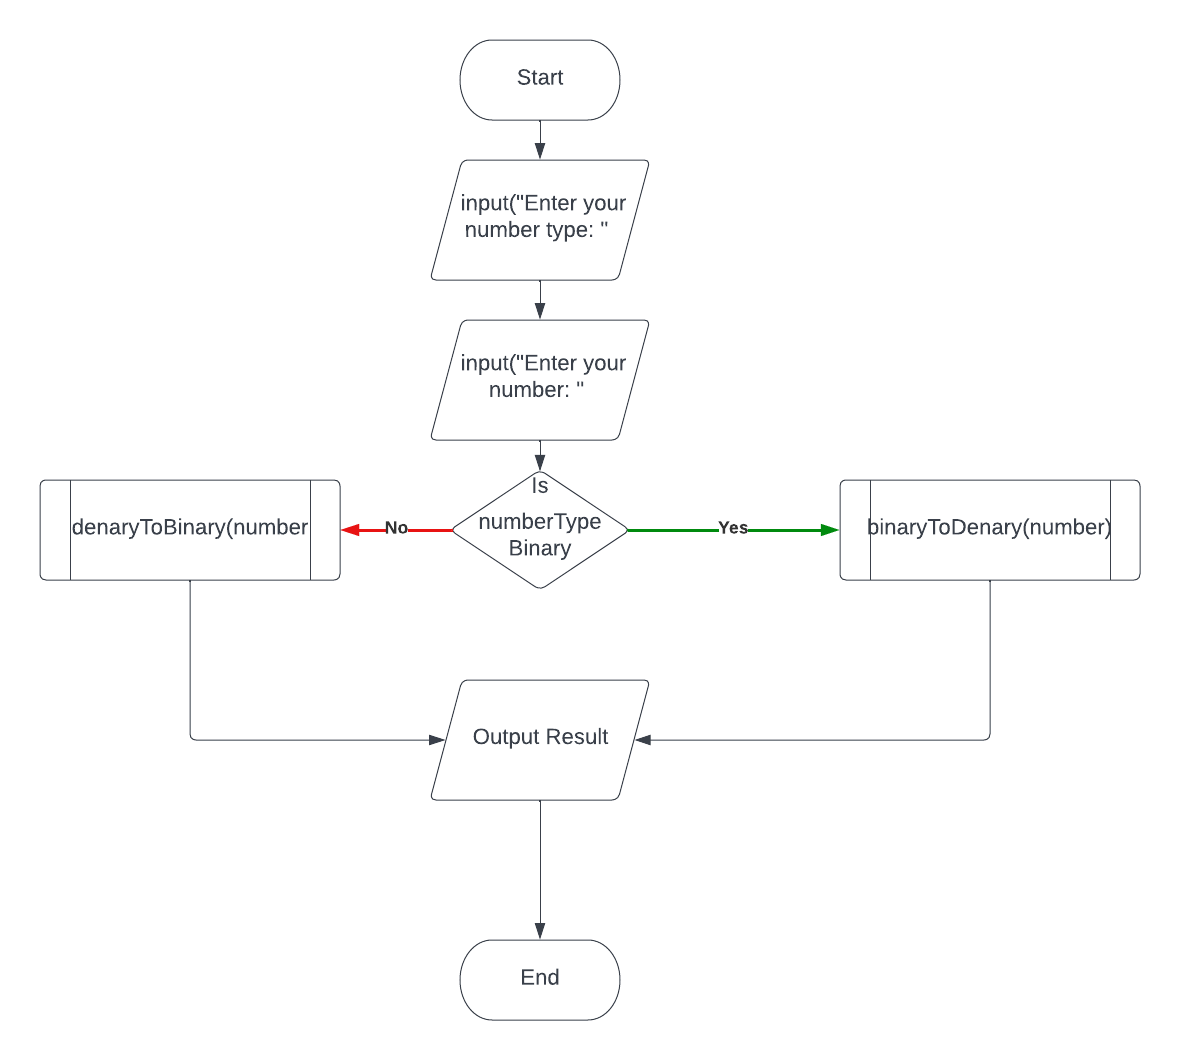 Start
input("Enter your
number type: "
input("Enter your
number: "
Is
numberType
Binary
No
Yes
denaryToBinary(number
binaryToDenary(number)
Output Result
End